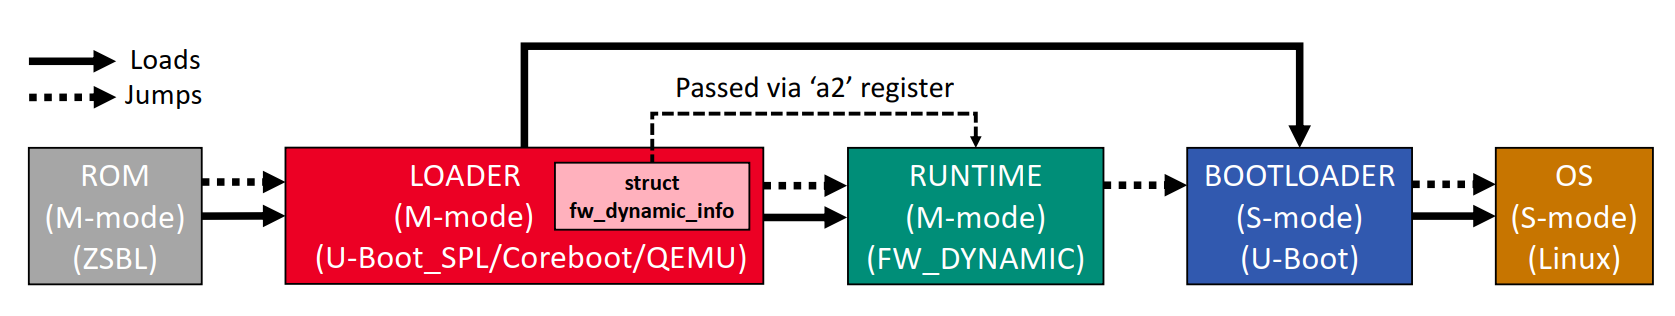 Loads
Jumps
Passed via ‘a2’ register
ROM
(M-mode)
(ZSBL)
LOADER
(M-mode)
(U-Boot_SPL/Coreboot/QEMU)
struct
fw_dynamic_info
RUNTIME
(M-mode)
(FW_DYNAMIC)
BOOTLOADER
(S-mode)
(U-Boot)
OS
(S-mode)
(Linux)